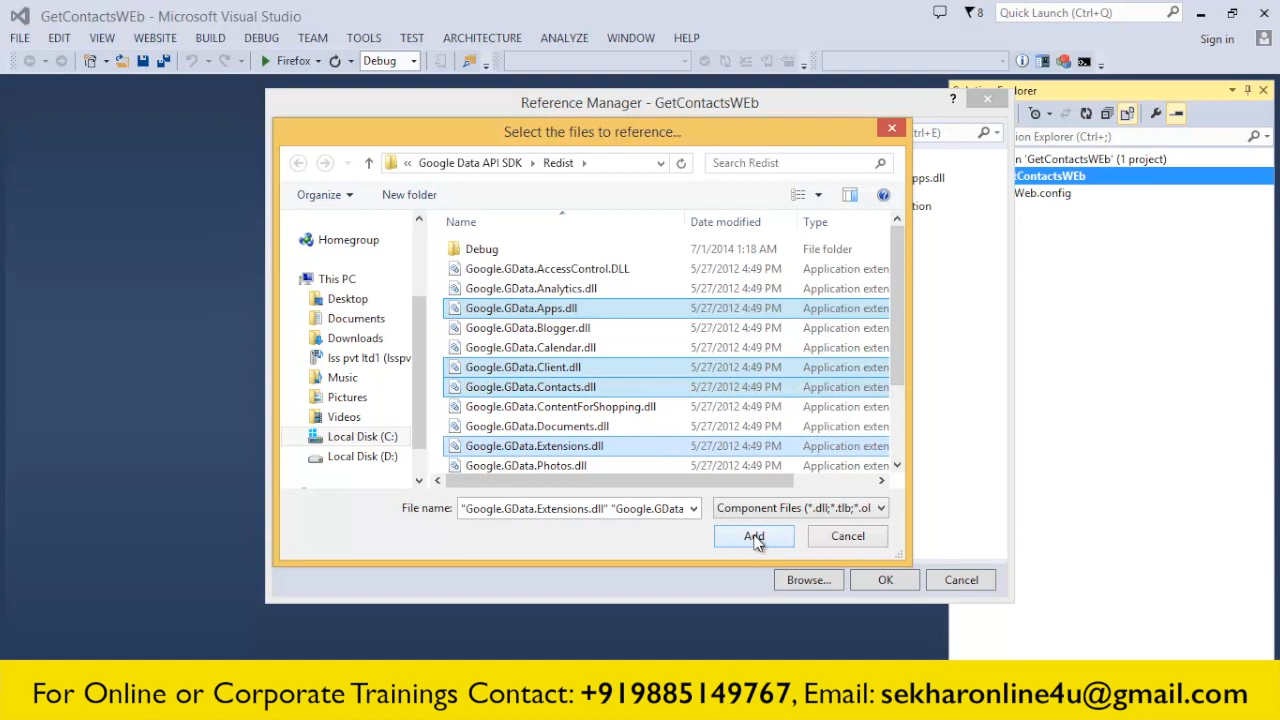 GetContactsWEb - Microsoft Visual Studio
8
Quick Launch (Ctrl+Q)
FILE EDIT VIEW WEBSITE BUILD DEBUG TEAM TOOLS TEST ARCHITECTURE ANALYZE WINDOW HELP
Sign in
Firefox Debug
Reference Manager - GetContactsWEb
? 
Explorer
Select the files to reference...
trl+E)
ion Explorer (Ctrl+;)
« Google Data API SDK Redist
Search Redist
n 'GetContactsWEb' (1 project)
tContactsWEb
Web.config
pps.dll
tion
Organize New folder
Name Date modified Type
Homegroup
This PC
Desktop
Documents
Downloads
Iss pvt ltd1 (Isspv
Music
Pictures
Videos
Local Disk (C:)
Local Disk (D:)
Debug 7/1/2014 1:18 AM File folder
Google.GData.AccessControl.DLL 5/27/2012 4:49 PM Application exten
Google.GData.Analytics.dll 5/27/2012 4:49 PM Application exten
Google.GData.Apps.dll 5/27/2012 4:49 PM Application exten
Google.GData.Blogger.dll 5/27/2012 4:49 PM Application exten
Google.GData.Calendar.dll 5/27/2012 4:49 PM Application exten
Google.GData.Client.dll 5/27/2012 4:49 PM Application exten
Google.GData.Contacts.dll 5/27/2012 4:49 PM Application exten
Google.GData.ContentForShopping.dll 5/27/2012 4:49 PM Application exten
Google.GData.Documents.dll 5/27/2012 4:49 PM Application exten
Google.GData.Extensions.dll 5/27/2012 4:49 PM Application exten
Google.GData.Photos.dll 5/27/2012 4:49 PM Application exten
File name: "Google.GData.Extensions.dll" "Google.GData Component Files (*.dll;*.tlb;*.ol
Add Cancel
Browse... OK Cancel
For Online or Corporate Trainings Contact: +919885149767, Email: sekharonline4u@gmail.com